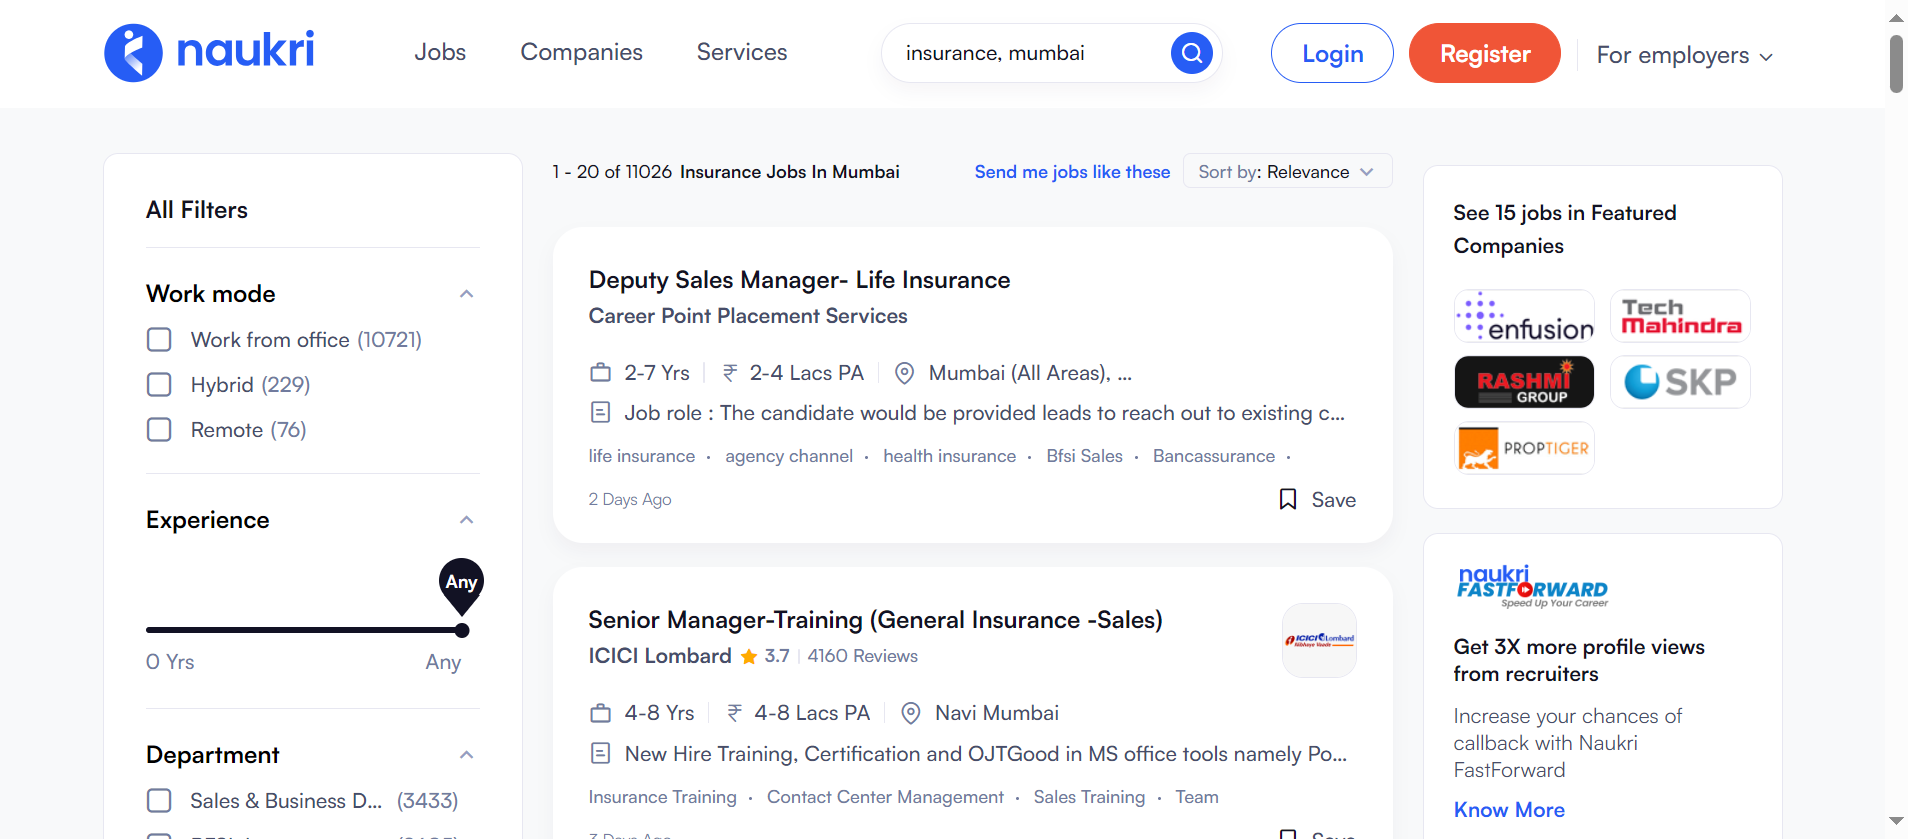 naukri
Jobs
Companies
Services
insurance, mumbai
Login
Register
For employers
All Filters
Work mode
Work from office (10721)
Hybrid (229)
Remote (76)
Experience
Any
0 Yrs
Any
Department
Sales & Business D... (3433)
1 - 20 of 11026 Insurance Jobs In Mumbai
Send me jobs like these
Sort by: Relevance
Deputy Sales Manager- Life Insurance
Career Point Placement Services
2-7 Yrs
2-4 Lacs PA
Mumbai (All Areas), ...
Job role : The candidate would be provided leads to reach out to existing c...
life insurance · agency channel · health insurance · Bfsi Sales · Bancassurance ·
2 Days Ago
Save
Senior Manager-Training (General Insurance -Sales)
ICICI Lombard 3.7 | 4160 Reviews
ICICI Lombard
Nibhaye Vaade
4-8 Yrs
4-8 Lacs PA
Navi Mumbai
New Hire Training, Certification and OJTGood in MS office tools namely Po...
Insurance Training · Contact Center Management · Sales Training · Team
3 Days Ago
Save
See 15 jobs in Featured
Companies
enfusion
Tech
Mahindra
RASHMI
GROUP
SKP
PROPTIGER
naukri
FASTFORWARD
Speed Up Your Career
Get 3X more profile views
from recruiters
Increase your chances of
callback with Naukri
FastForward
Know More